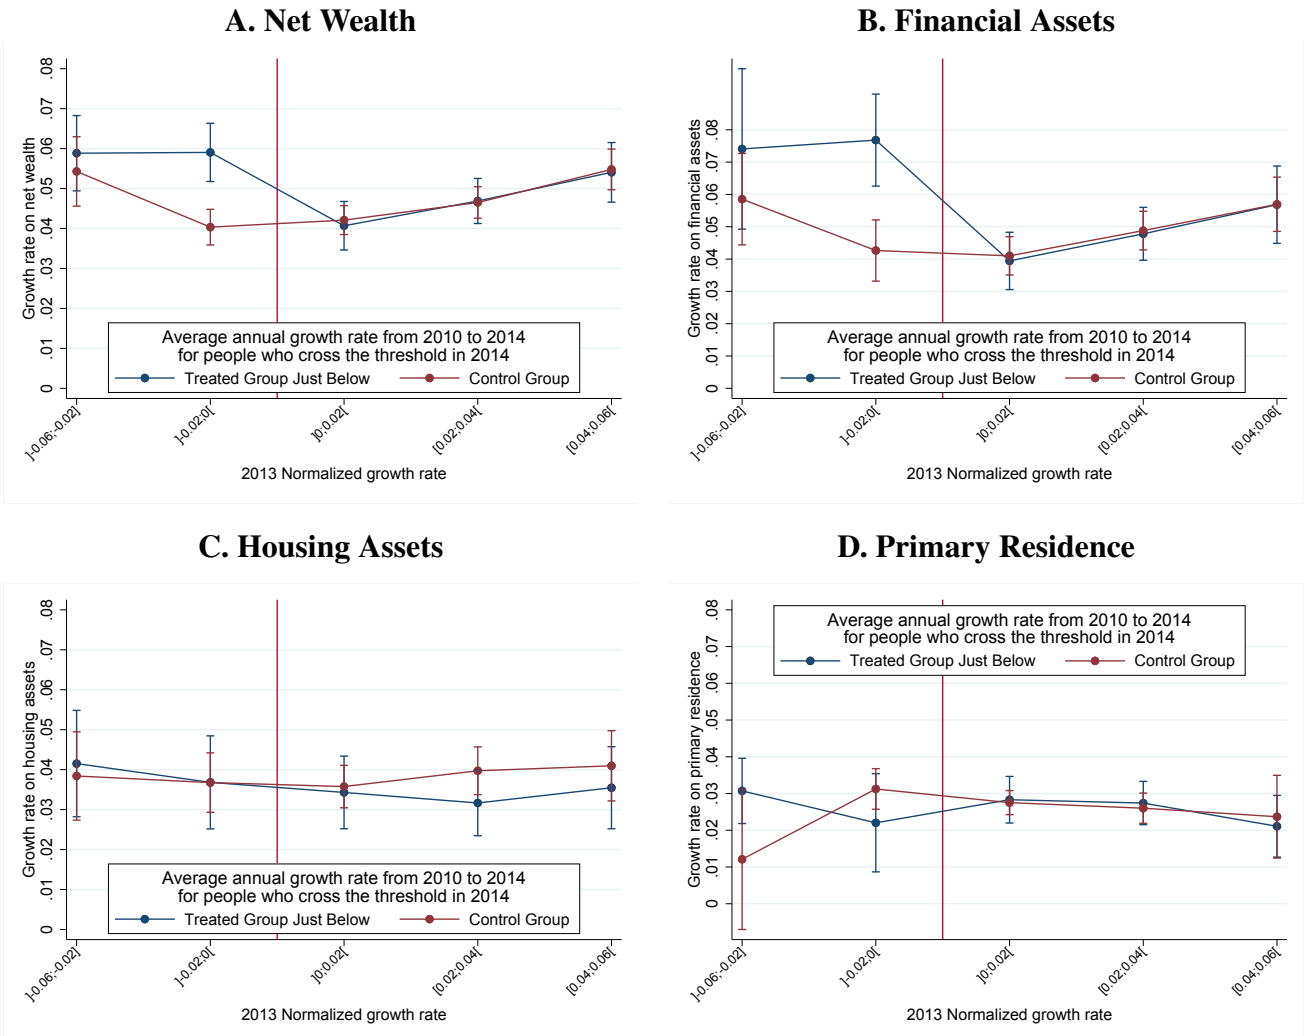 A. Net Wealth
Growth rate on net wealth
.08
.07
.06
.05
.04
.03
.02
.01
0
Average annual growth rate from 2010 to 2014
for people who cross the threshold in 2014
Treated Group Just Below
Control Group
]-0.06;-0.02]
]-0.02;0[
]0;0.02[
[0.02;0.04[
[0.04;0.06[
2013 Normalized growth rate
B. Financial Assets
Growth rate on financial assets
.08
.07
.06
.05
.04
.03
.02
.01
0
Average annual growth rate from 2010 to 2014
for people who cross the threshold in 2014
Treated Group Just Below
Control Group
]-0.06;-0.02]
]-0.02;0[
]0;0.02[
[0.02;0.04[
[0.04;0.06[
2013 Normalized growth rate
C. Housing Assets
Growth rate on housing assets
.08
.07
.06
.05
.04
.03
.02
.01
0
Average annual growth rate from 2010 to 2014
for people who cross the threshold in 2014
Treated Group Just Below
Control Group
]-0.06;-0.02]
]-0.02;0[
]0;0.02[
[0.02;0.04[
[0.04;0.06[
2013 Normalized growth rate
D. Primary Residence
Growth rate on primary residence
.08
.07
.06
.05
.04
.03
.02
.01
0
Average annual growth rate from 2010 to 2014
for people who cross the threshold in 2014
Treated Group Just Below
Control Group
]-0.06;-0.02]
]-0.02;0[
]0;0.02[
[0.02;0.04[
[0.04;0.06[
2013 Normalized growth rate